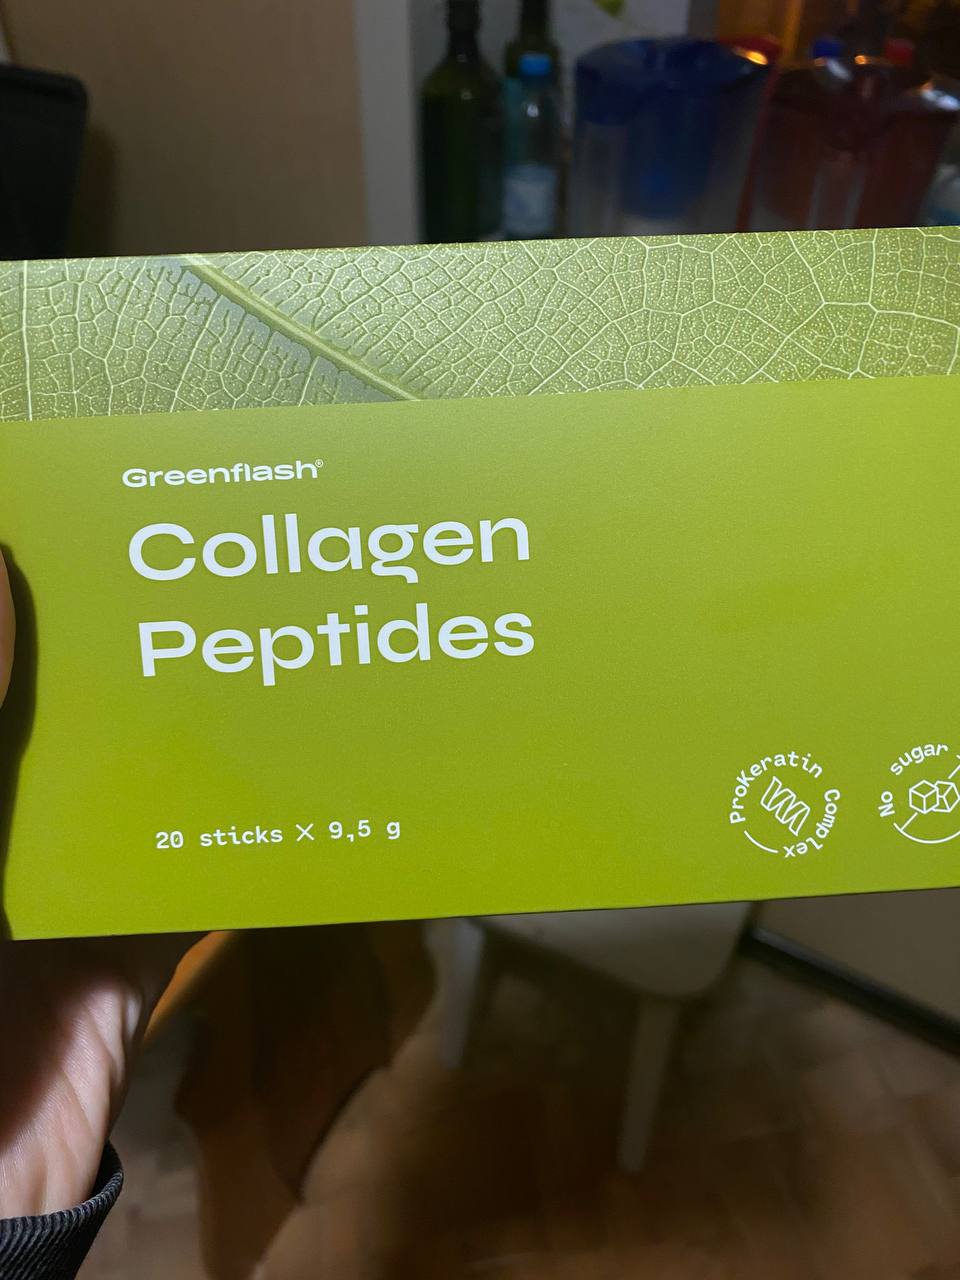 Greenflash®
Collagen
Peptides
20 sticks × 9,5 g
ProKeratin Complex
No sugar